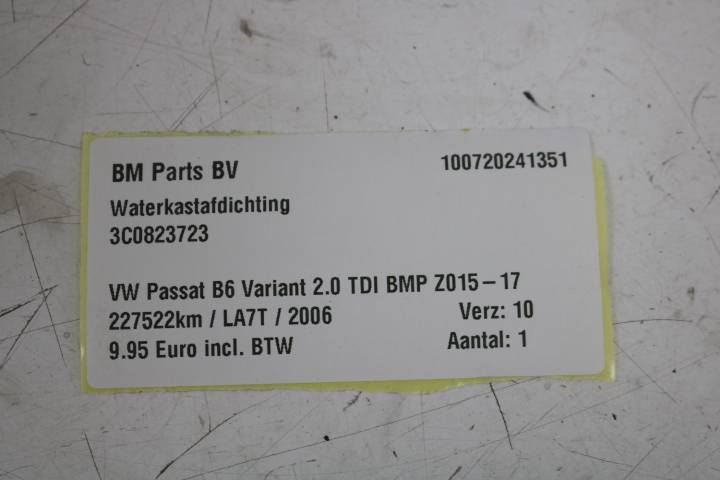 BM Parts BV 100720241351
Waterkastafdichting
3C0823723
VW Passat B6 Variant 2.0 TDI BMP Z015-17
227522km / LA7T / 2006 Verz: 10
9.95 Euro incl. BTW Aantal: 1